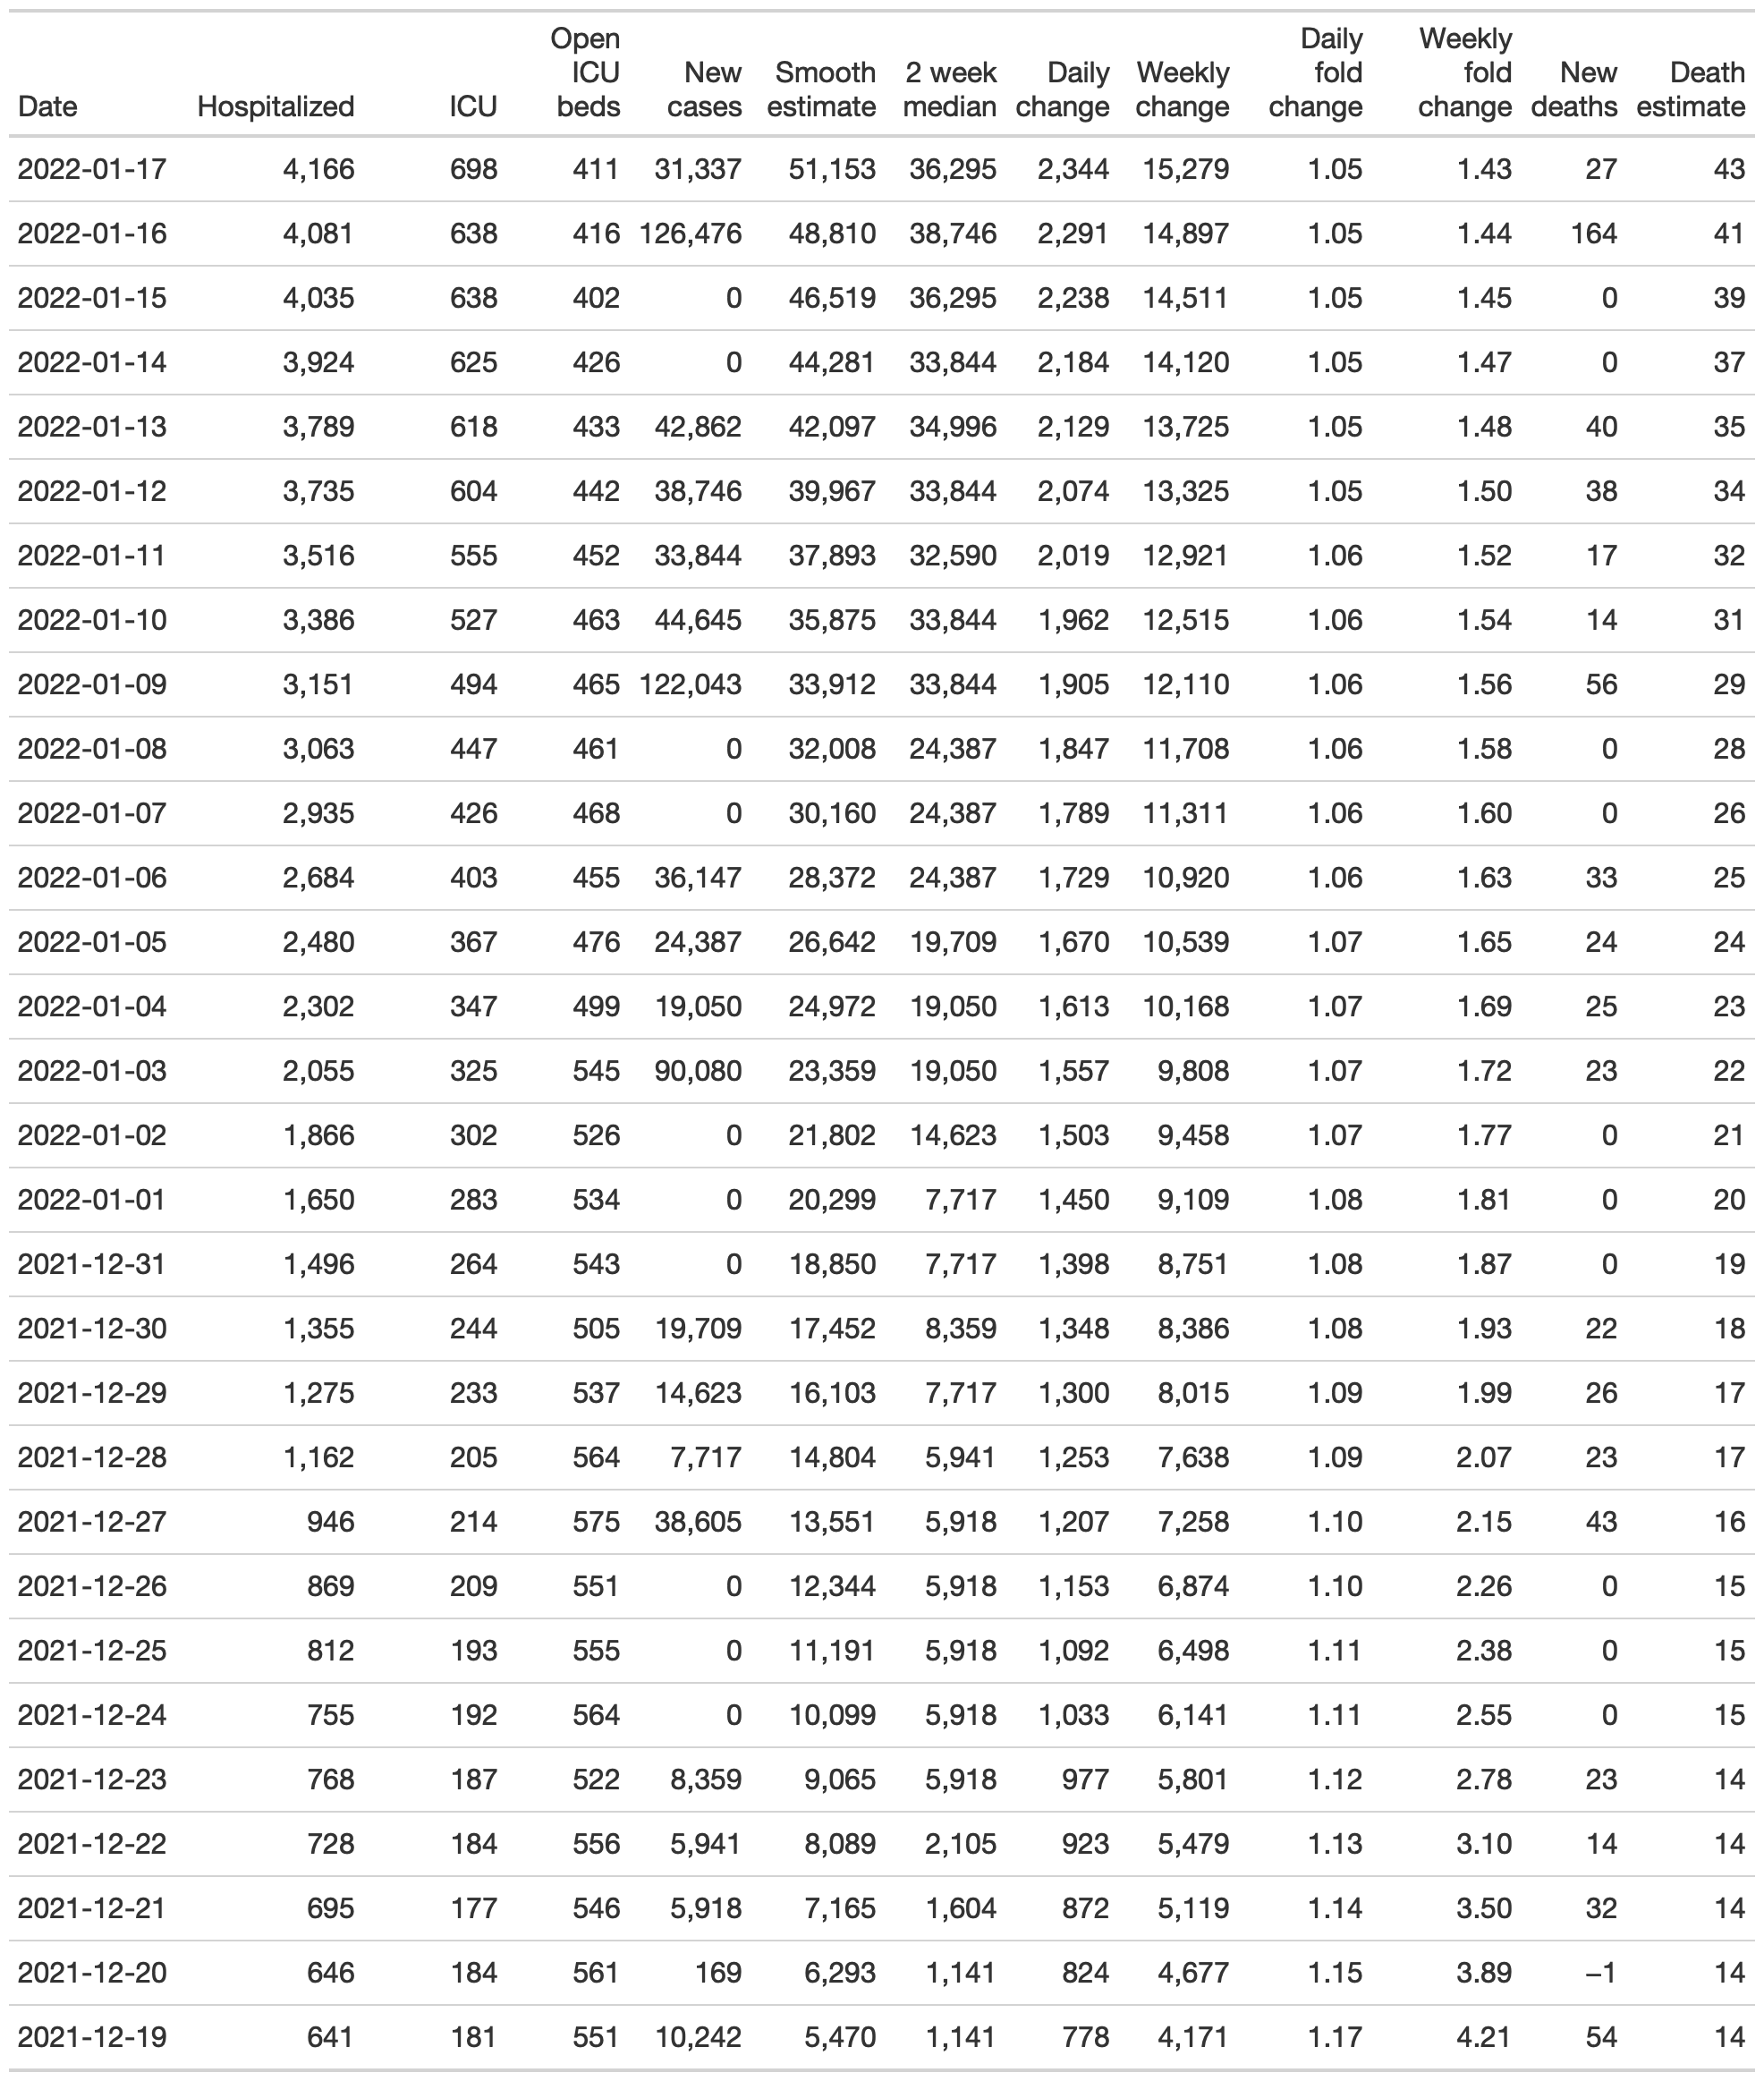 Date Hospitalized ICU Open ICU beds New cases Smooth estimate 2 week median Daily change Weekly change Daily fold change Weekly fold change New deaths Death estimate
2022-01-17 4,166 698 411 31,337 51,153 36,295 2,344 15,279 1.05 1.43 27 43
2022-01-16 4,081 638 416 126,476 48,810 38,746 2,291 14,897 1.05 1.44 164 41
2022-01-15 4,035 638 402 0 46,519 36,295 2,238 14,511 1.05 1.45 0 39
2022-01-14 3,924 625 426 0 44,281 33,844 2,184 14,120 1.05 1.47 0 37
2022-01-13 3,789 618 433 42,862 42,097 34,996 2,129 13,725 1.05 1.48 40 35
2022-01-12 3,735 604 442 38,746 39,967 33,844 2,074 13,325 1.05 1.50 38 34
2022-01-11 3,516 555 452 33,844 37,893 32,590 2,019 12,921 1.06 1.52 17 32
2022-01-10 3,386 527 463 44,645 35,875 33,844 1,962 12,515 1.06 1.54 14 31
2022-01-09 3,151 494 465 122,043 33,912 33,844 1,905 12,110 1.06 1.56 56 29
2022-01-08 3,063 447 461 0 32,008 24,387 1,847 11,708 1.06 1.58 0 28
2022-01-07 2,935 426 468 0 30,160 24,387 1,789 11,311 1.06 1.60 0 26
2022-01-06 2,684 403 455 36,147 28,372 24,387 1,729 10,920 1.06 1.63 33 25
2022-01-05 2,480 367 476 24,387 26,642 19,709 1,670 10,539 1.07 1.65 24 24
2022-01-04 2,302 347 499 19,050 24,972 19,050 1,613 10,168 1.07 1.69 25 23
2022-01-03 2,055 325 545 90,080 23,359 19,050 1,557 9,808 1.07 1.72 23 22
2022-01-02 1,866 302 526 0 21,802 14,623 1,503 9,458 1.07 1.77 0 21
2022-01-01 1,650 283 534 0 20,299 7,717 1,450 9,109 1.08 1.81 0 20
2021-12-31 1,496 264 543 0 18,850 7,717 1,398 8,751 1.08 1.87 0 19
2021-12-30 1,355 244 505 19,709 17,452 8,359 1,348 8,386 1.08 1.93 22 18
2021-12-29 1,275 233 537 14,623 16,103 7,717 1,300 8,015 1.09 1.99 26 17
2021-12-28 1,162 205 564 7,717 14,804 5,941 1,253 7,638 1.09 2.07 23 17
2021-12-27 946 214 575 38,605 13,551 5,918 1,207 7,258 1.10 2.15 43 16
2021-12-26 869 209 551 0 12,344 5,918 1,153 6,874 1.10 2.26 0 15
2021-12-25 812 193 555 0 11,191 5,918 1,092 6,498 1.11 2.38 0 15
2021-12-24 755 192 564 0 10,099 5,918 1,033 6,141 1.11 2.55 0 15
2021-12-23 768 187 522 8,359 9,065 5,918 977 5,801 1.12 2.78 23 14
2021-12-22 728 184 556 5,941 8,089 2,105 923 5,479 1.13 3.10 14 14
2021-12-21 695 177 546 5,918 7,165 1,604 872 5,119 1.14 3.50 32 14
2021-12-20 646 184 561 169 6,293 1,141 824 4,677 1.15 3.89 −1 14
2021-12-19 641 181 551 10,242 5,470 1,141 778 4,171 1.17 4.21 54 14